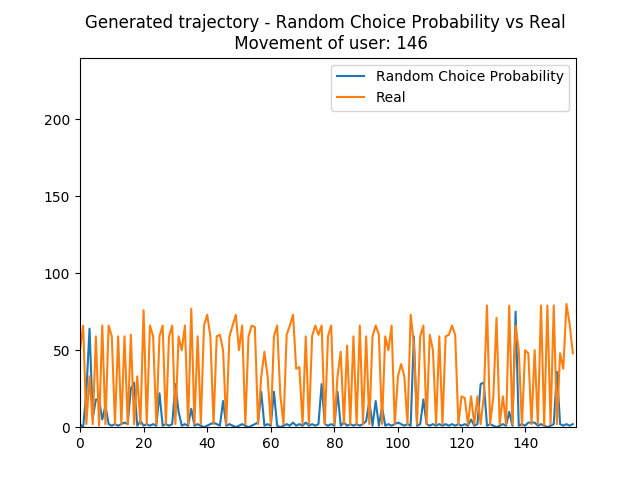 Generated trajectory - Random Choice Probability vs Real
Movement of user: 146
Random Choice Probability
Real
200
150
100
50
0
0 20 40 60 80 100 120 140